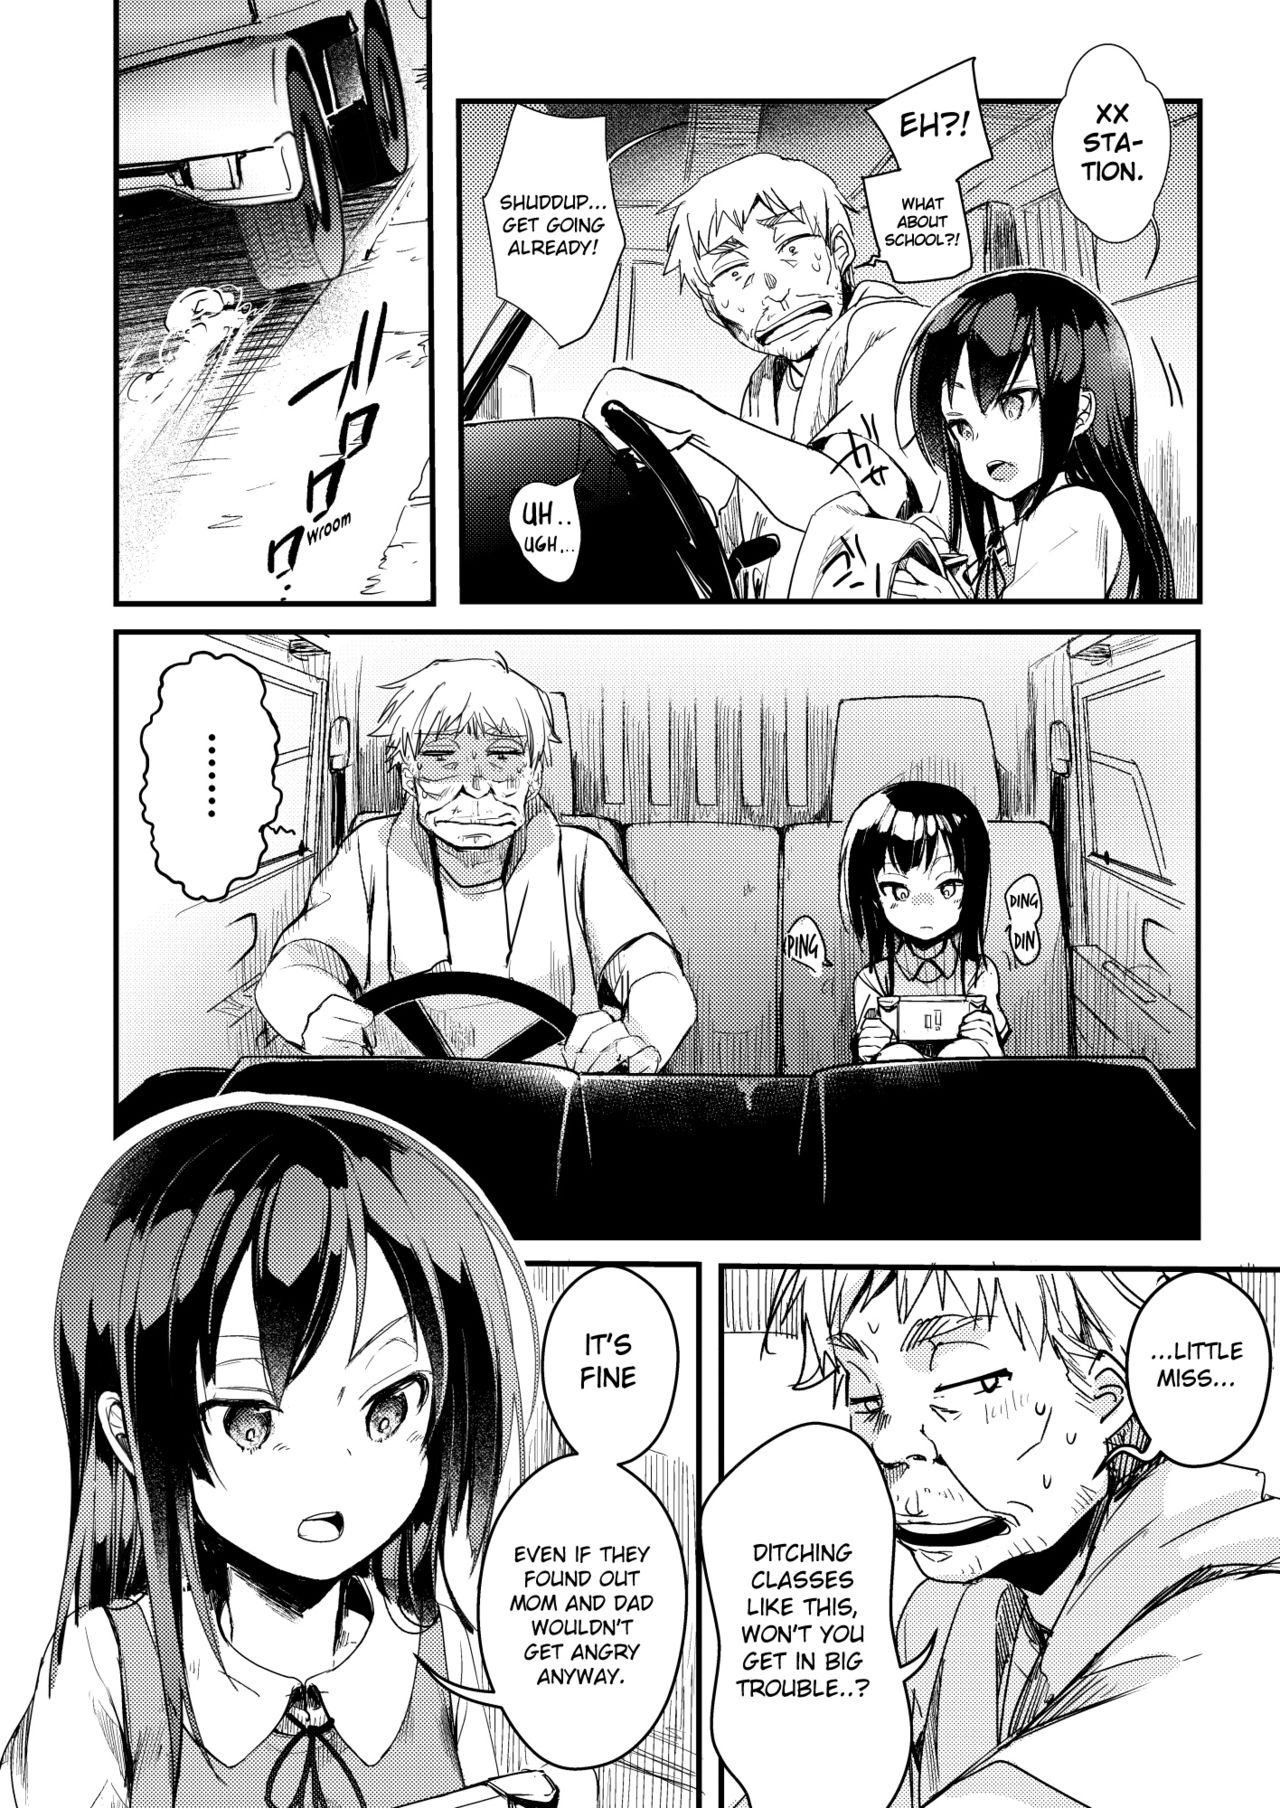 XX
STA-
TION.
EH?!
WHAT
ABOUT
SCHOOL?!
SHUDDUP...
GET GOING
ALREADY!
UH..
UGH...
Wroom
.......
DING
DIN
PING
...LITTLE
MISS...
DITCHING
CLASSES
LIKE THIS,
WON'T YOU
GET IN BIG
TROUBLE..?
IT'S
FINE
EVEN IF THEY
FOUND OUT
MOM AND DAD
WOULDN'T
GET ANGRY
ANYWAY.